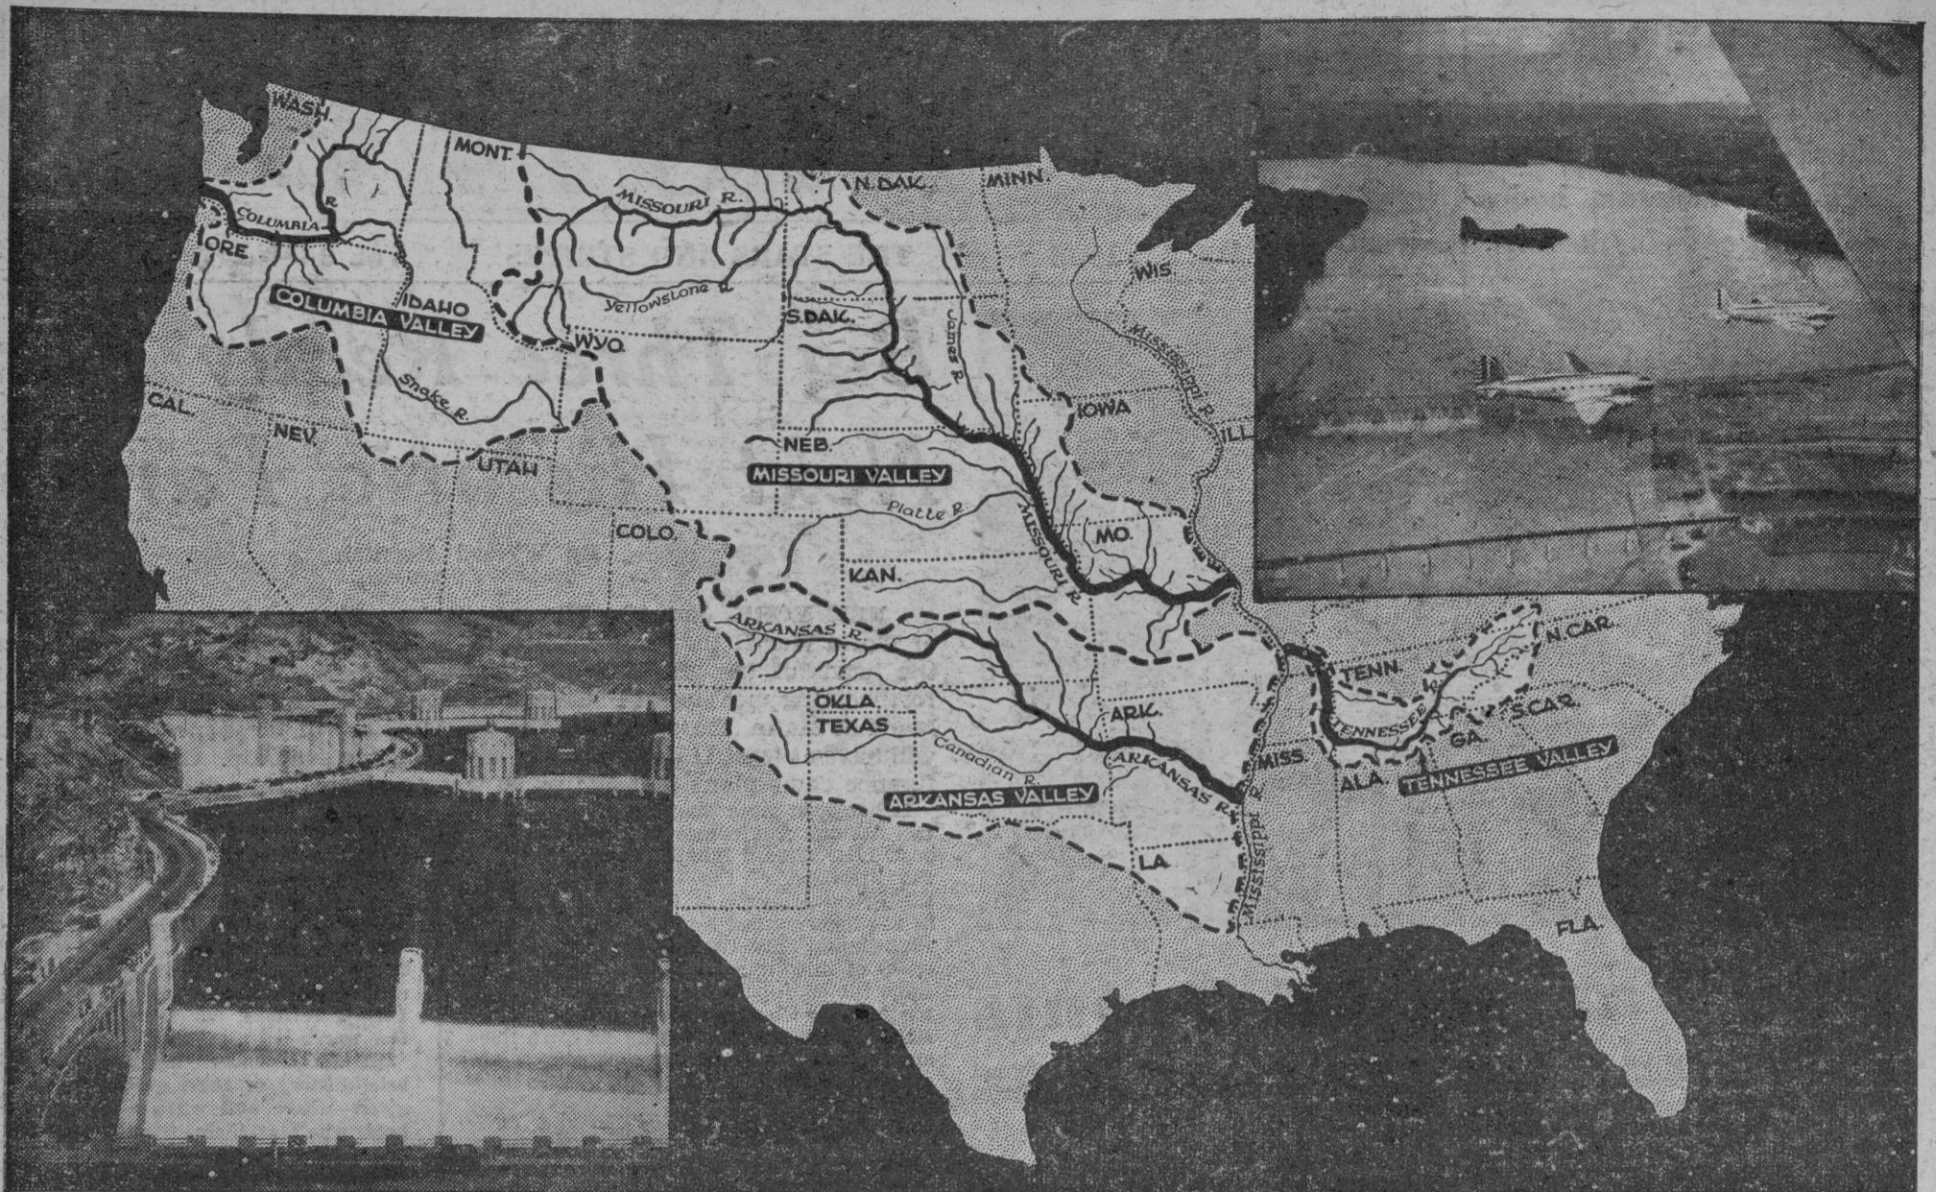 WASH.
MONT.
N. DAK.
MINN.
MISSOURI R.
COLUMBIA R.
ORE.
WIS.
COLUMBIA VALLEY
IDAHO
Yellowstone R.
S. DAK.
James R.
Mississippi R.
WYO.
Snake R.
CAL.
NEV.
UTAH
IOWA
ILL.
NEB.
MISSOURI VALLEY
Platte R.
MISSOURI R.
MO.
COLO.
KAN.
ARKANSAS R.
N. CAR.
TENN.
OKLA.
TEXAS
ARK.
TENNESSEE R.
S. CAR.
GA.
Canadian R.
ARKANSAS R.
MISS.
ALA.
TENNESSEE VALLEY
ARKANSAS VALLEY
Mississippi R.
LA.
FLA.